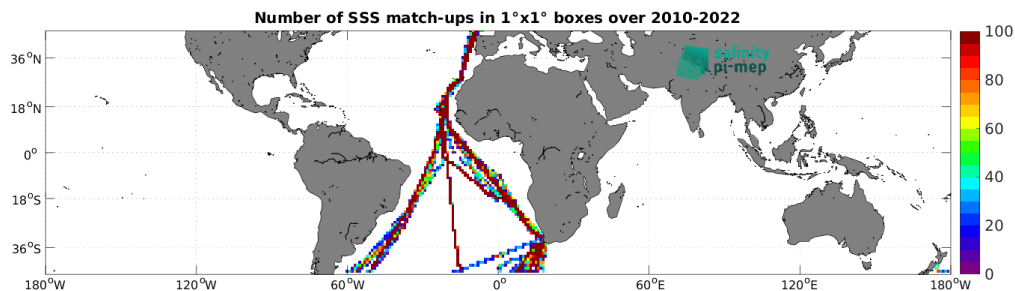 Number of SSS match-ups in 1°x1° boxes over 2010-2022
100
36°N
salinity
pi-mep
80
18°N
60
0°
40
18°S
20
36°S
0
180°W
120°W
60°W
0°
60°E
120°E
180°W